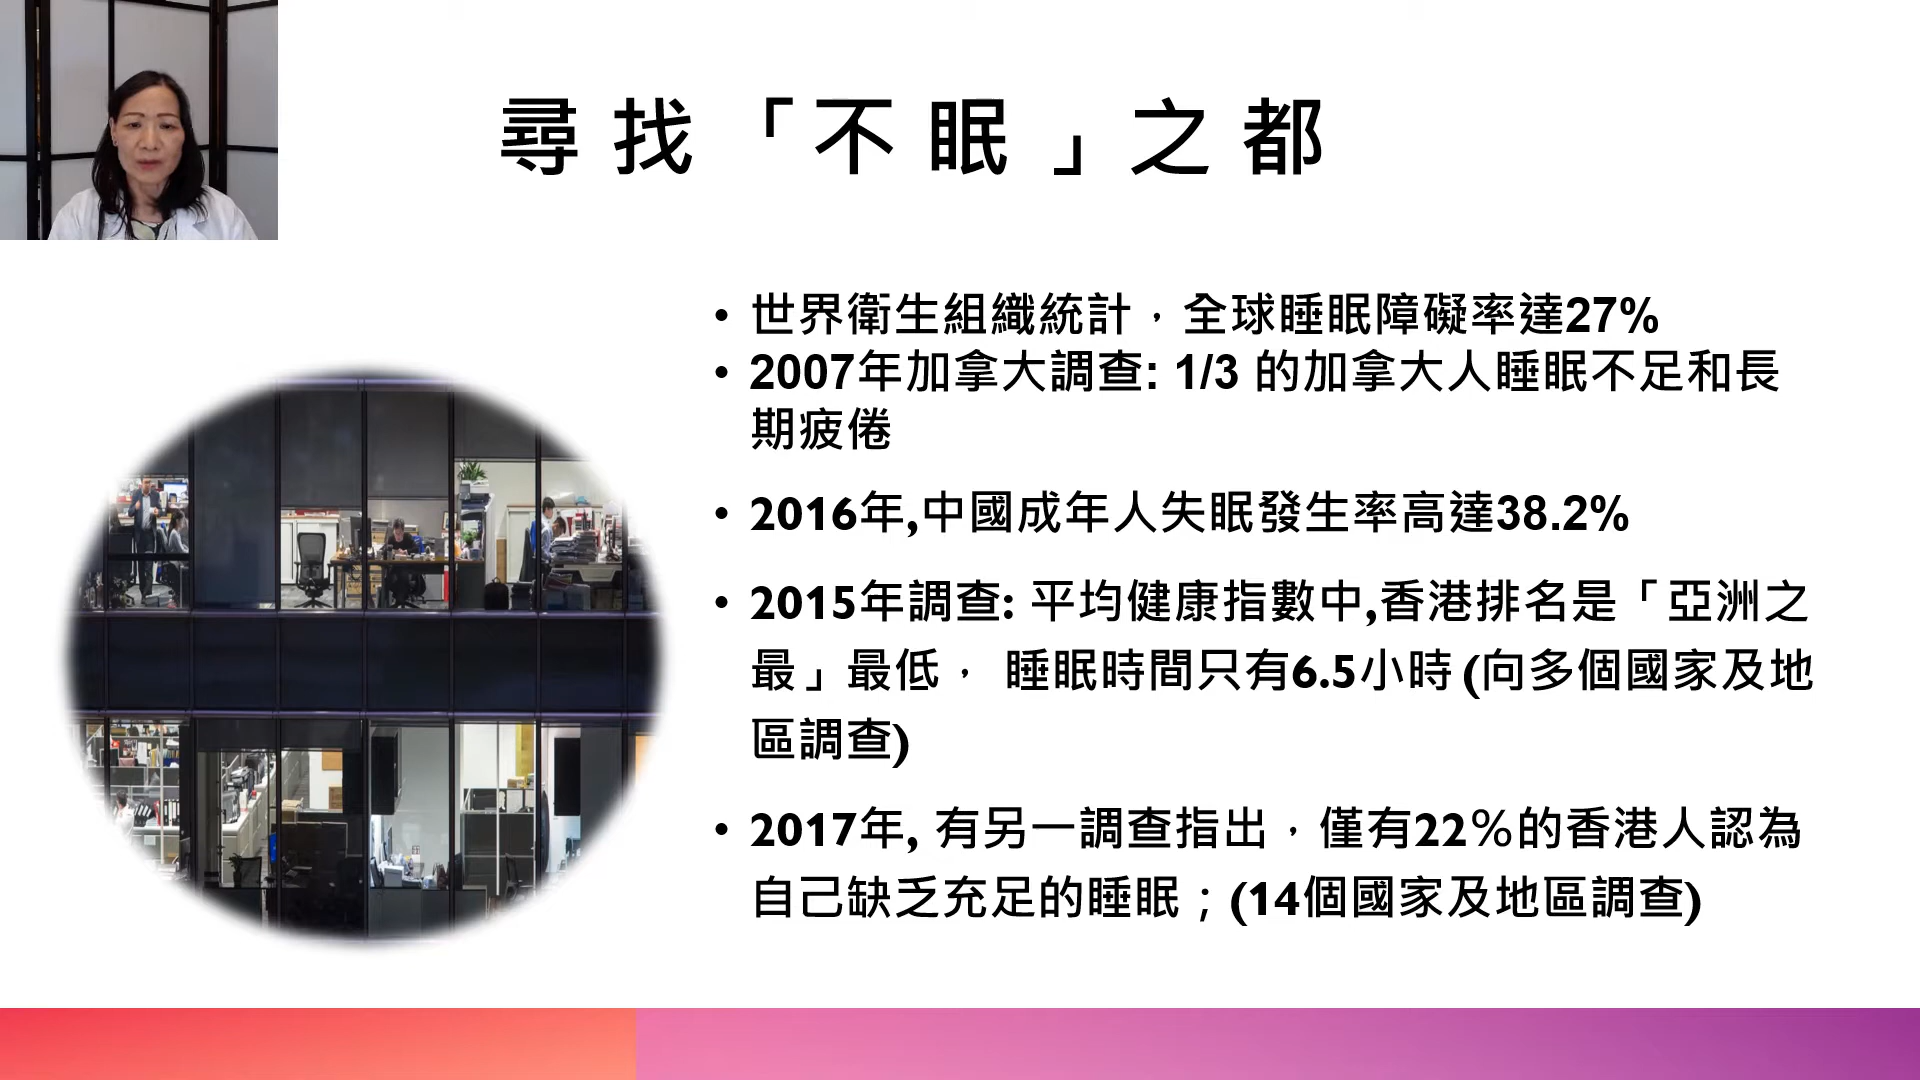 尋找「不眠」之都
• 世界衛生組織統計，全球睡眠障礙率達27%
• 2007年加拿大調查: 1/3 的加拿大人睡眠不足和長
期疲倦
• 2016年,中國成年人失眠發生率高達38.2%
• 2015年調查: 平均健康指數中,香港排名是「亞洲之
最」最低， 睡眠時間只有6.5小時 (向多個國家及地
區調查)
• 2017年, 有另一調查指出，僅有22%的香港人認為
自己缺乏充足的睡眠；(14個國家及地區調查)